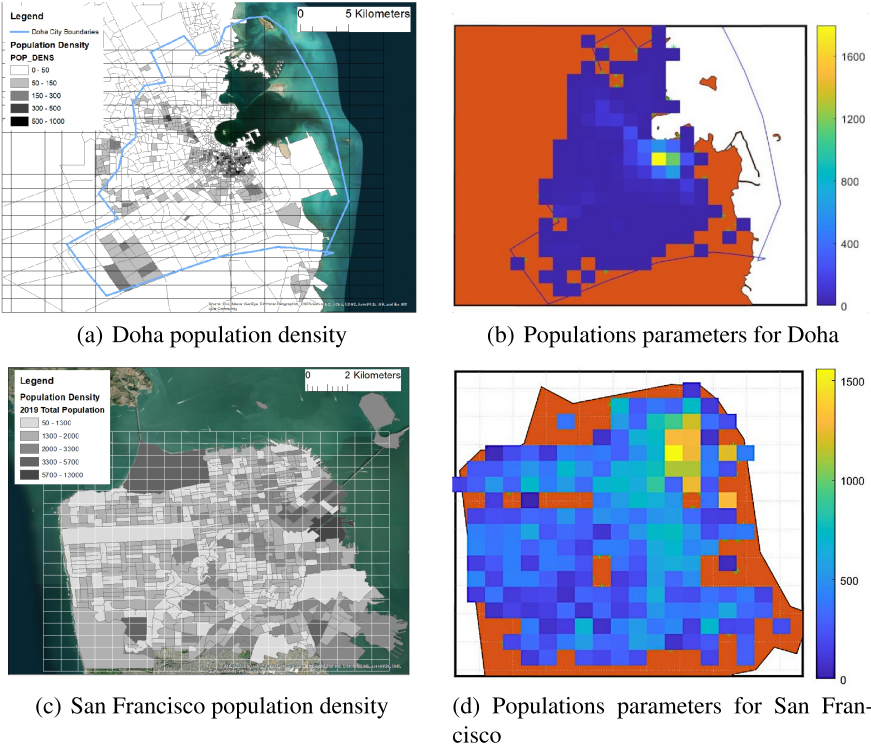 Legend
Doha City Boundaries
Population Density
POP_DENS
0 - 50
50 - 150
150 - 300
300 - 500
500 - 1000
0 5 Kilometers
1600
1200
800
400
0
(a) Doha population density
(b) Populations parameters for Doha
Legend
Population Density
2019 Total Population
50 - 1300
1300 - 2000
2000 - 3300
3300 - 5700
5700 - 13000
0 2 Kilometers
1500
1000
500
0
(c) San Francisco population density
(d) Populations parameters for San Fran-
cisco